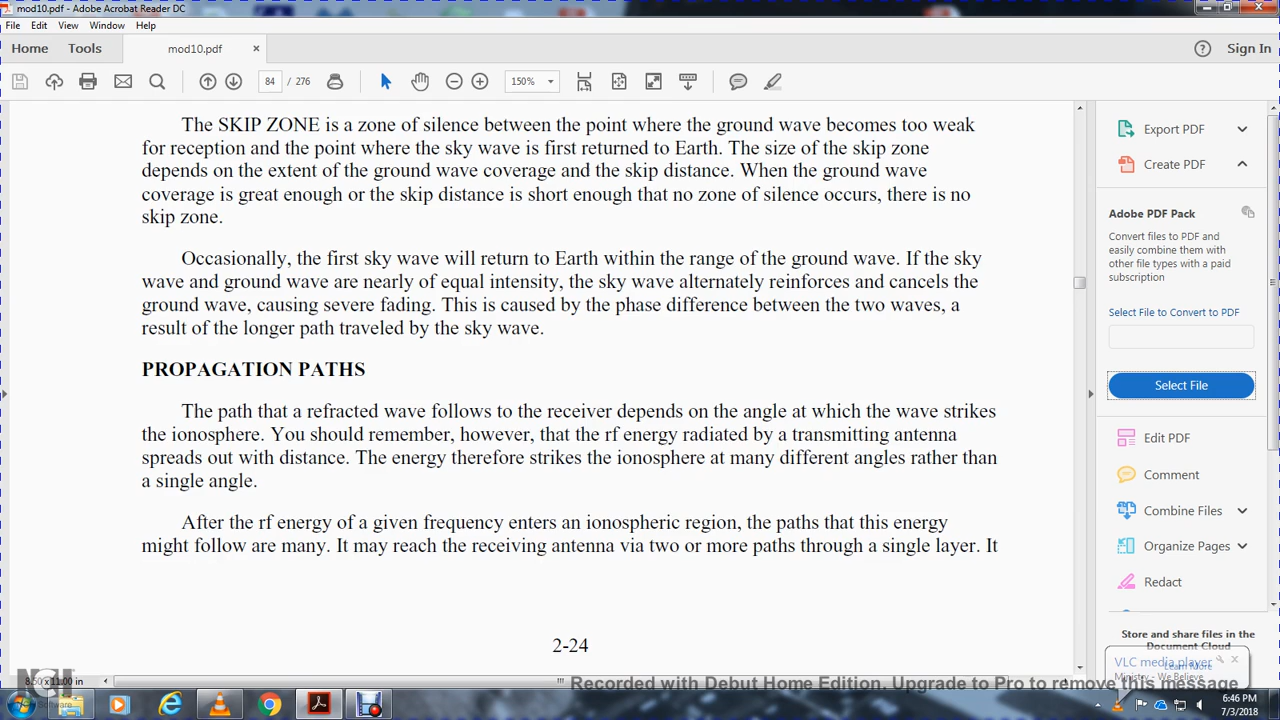 mod10.pdf - Adobe Acrobat Reader DC
File Edit View Window Help
Home Tools mod10.pdf × Sign In
84 / 276 150%
The SKIP ZONE is a zone of silence between the point where the ground wave becomes too weak
for reception and the point where the sky wave is first returned to Earth. The size of the skip zone
depends on the extent of the ground wave coverage and the skip distance. When the ground wave
coverage is great enough or the skip distance is short enough that no zone of silence occurs, there is no
skip zone.
Occasionally, the first sky wave will return to Earth within the range of the ground wave. If the sky
wave and ground wave are nearly of equal intensity, the sky wave alternately reinforces and cancels the
ground wave, causing severe fading. This is caused by the phase difference between the two waves, a
result of the longer path traveled by the sky wave.
PROPAGATION PATHS
The path that a refracted wave follows to the receiver depends on the angle at which the wave strikes
the ionosphere. You should remember, however, that the rf energy radiated by a transmitting antenna
spreads out with distance. The energy therefore strikes the ionosphere at many different angles rather than
a single angle.
After the rf energy of a given frequency enters an ionospheric region, the paths that this energy
might follow are many. It may reach the receiving antenna via two or more paths through a single layer. It
2-24
8.50 x 11.00 in
Export PDF
Create PDF
Adobe PDF Pack
Convert files to PDF and
easily combine them with
other file types with a paid
subscription
Select File to Convert to PDF
Select File
Edit PDF
Comment
Combine Files
Organize Pages
Redact
Store and share files in the
Document Cloud
Learn More
VLC media player
Ministry - We Believe
NCH
Software
Recorded with Debut Home Edition. Upgrade to Pro to remove this message
6:46 PM
7/3/2018